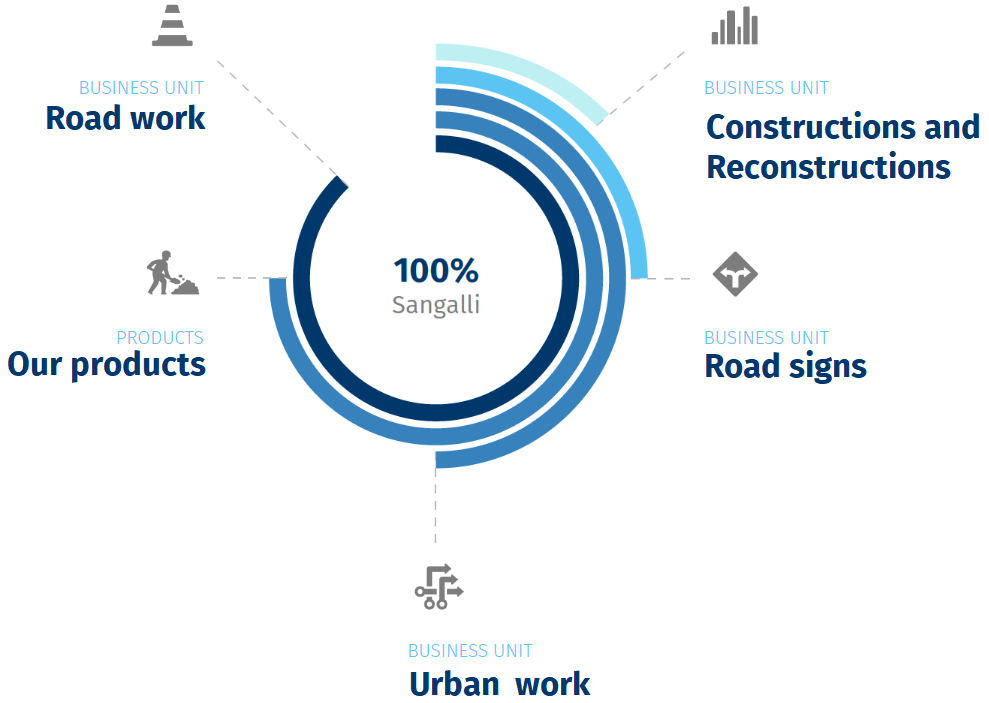 BUSINESS UNIT
Road work
BUSINESS UNIT
Constructions and
Reconstructions
100%
Sangalli
PRODUCTS
Our products
BUSINESS UNIT
Road signs
BUSINESS UNIT
Urban work